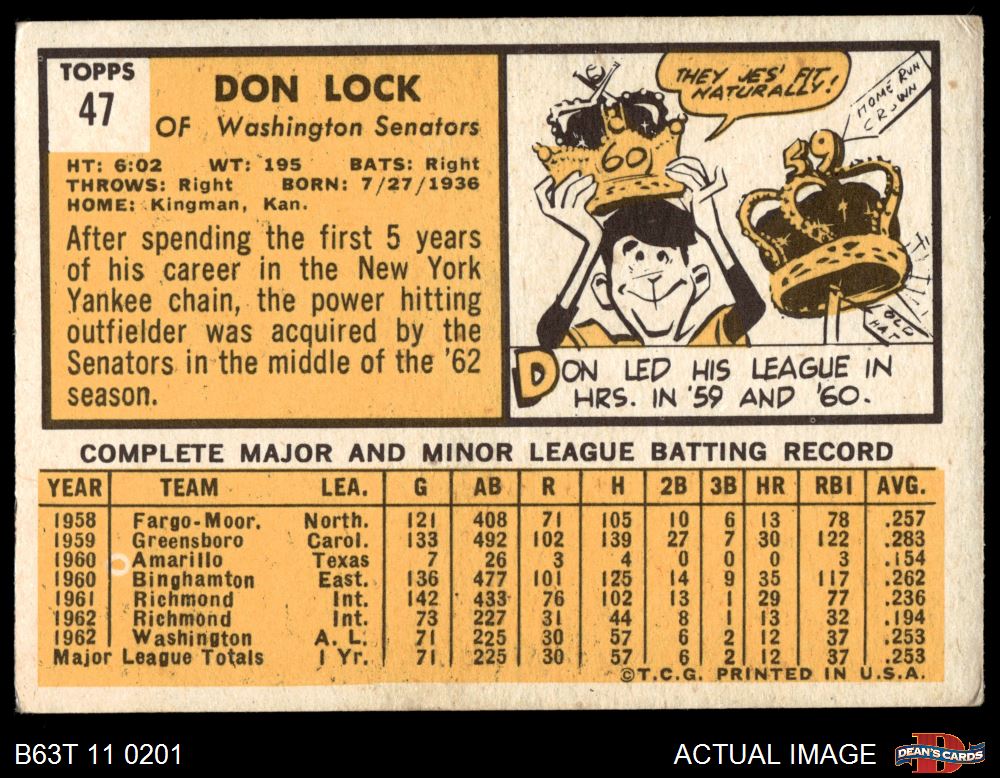 TOPPS
47
DON LOCK
OF Washington Senators
HT: 6:02 WT: 195 BATS: Right
THROWS: Right BORN: 7/27/1936
HOME: Kingman, Kan.
After spending the first 5 years
of his career in the New York
Yankee chain, the power hitting
outfielder was acquired by the
Senators in the middle of the '62
season.
THEY JES' FIT
NATURALLY!
60
59
HOME RUN
CROWN
OLD
HAT
DON LED HIS LEAGUE IN
HRS. IN '59 AND '60.
COMPLETE MAJOR AND MINOR LEAGUE BATTING RECORD
YEAR TEAM LEA. G AB R H 2B 3B HR RBI AVG.
1958 Fargo-Moor. North. 121 408 71 105 10 6 13 78 .257
1959 Greensboro Carol. 133 492 102 139 27 7 30 122 .283
1960 Amarillo Texas 7 26 3 4 0 0 0 3 .154
1960 Binghamton East. 136 477 101 125 14 9 35 117 .262
1961 Richmond Int. 142 433 76 102 13 1 29 77 .236
1962 Richmond Int. 73 227 31 44 8 1 13 32 .194
1962 Washington A. L. 71 225 30 57 6 2 12 37 .253
Major League Totals 1 Yr. 71 225 30 57 6 2 12 37 .253
©T.C.G. PRINTED IN U.S.A.
B63T 11 0201
ACTUAL IMAGE
DEAN'S CARDS